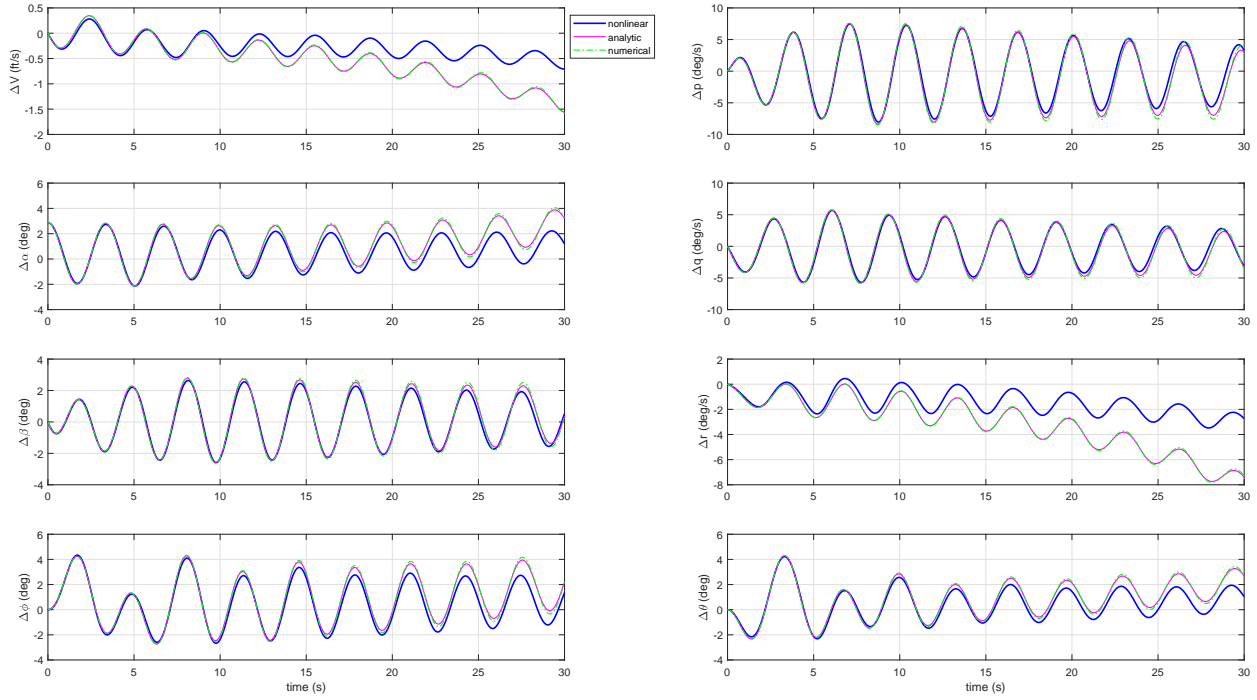 nonlinear
analytic
numerical
ΔV (ft/s)
0.5
0
-0.5
-1
-1.5
-2
0 5 10 15 20 25 30
Δp (deg/s)
10
5
0
-5
-10
0 5 10 15 20 25 30
Δα (deg)
6
4
2
0
-2
-4
0 5 10 15 20 25 30
Δq (deg/s)
10
5
0
-5
-10
0 5 10 15 20 25 30
Δβ (deg)
4
2
0
-2
-4
0 5 10 15 20 25 30
Δr (deg/s)
2
0
-2
-4
-6
-8
0 5 10 15 20 25 30
Δϕ (deg)
6
4
2
0
-2
-4
0 5 10 15 20 25 30
time (s)
Δθ (deg)
6
4
2
0
-2
-4
0 5 10 15 20 25 30
time (s)